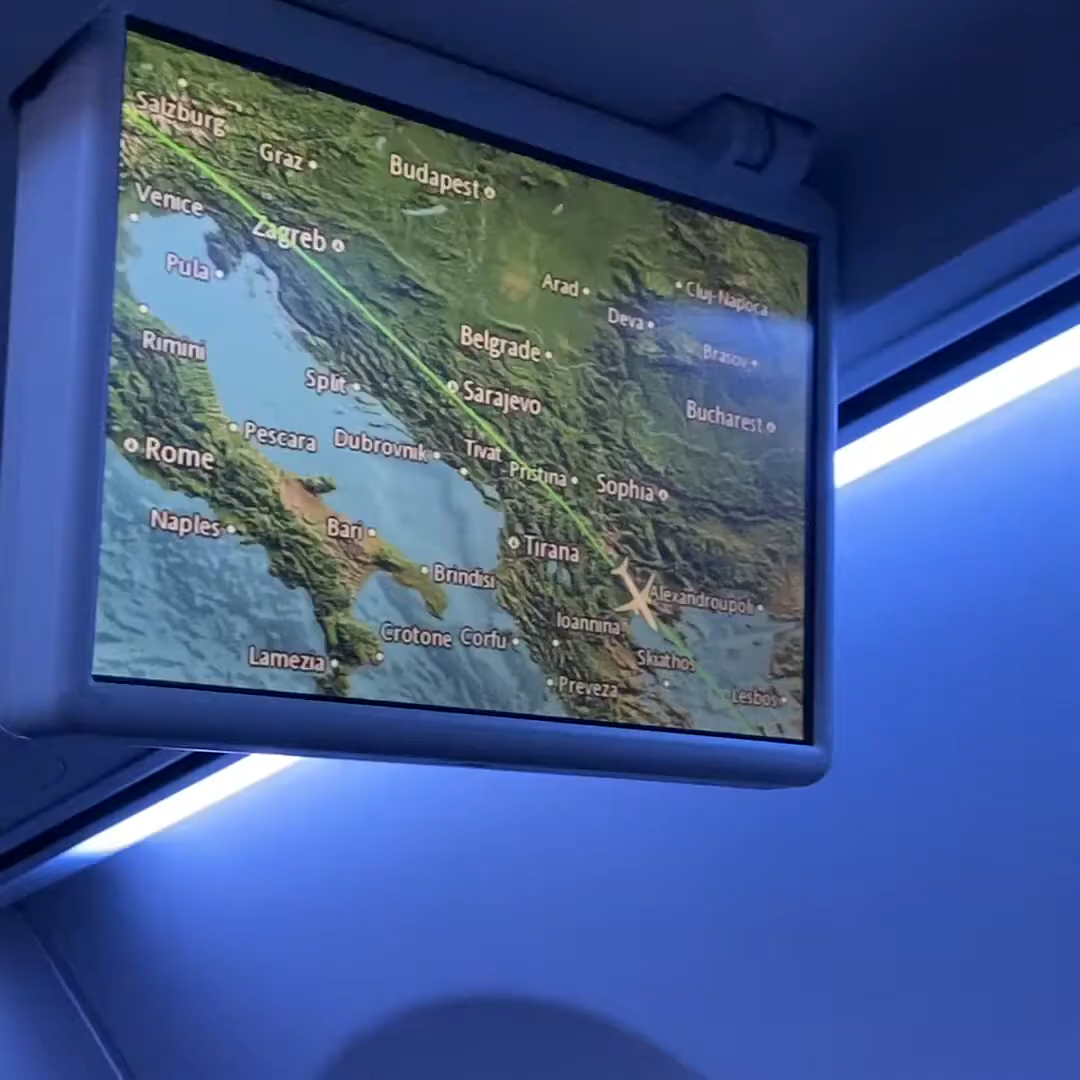 Salzburg
Graz
Budapest
Venice
Zagreb
Pula
Arad
Cluj-Napoca
Deva
Rimini
Belgrade
Brasov
Split
Sarajevo
Bucharest
Pescara
Dubrovnik
Tivat
Rome
Pristina
Sophia
Naples
Bari
Tirana
Brindisi
Alexandroupoli
Ioannina
Crotone
Corfu
Lamezia
Skiathos
Preveza
Lesbos